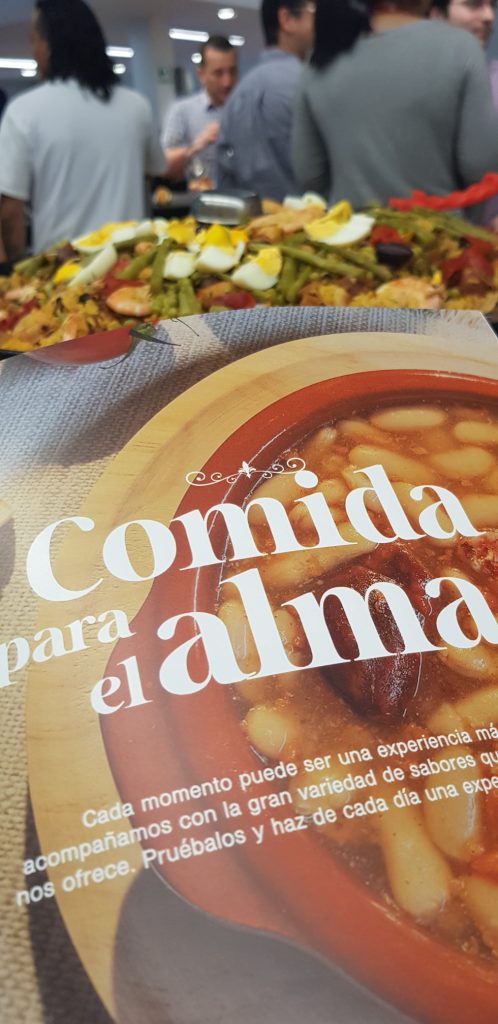 Comida
para
el alma
Cada momento puede ser una experiencia má
acompañamos con la gran variedad de sabores qu
nos ofrece. Pruébalos y haz de cada día una expe